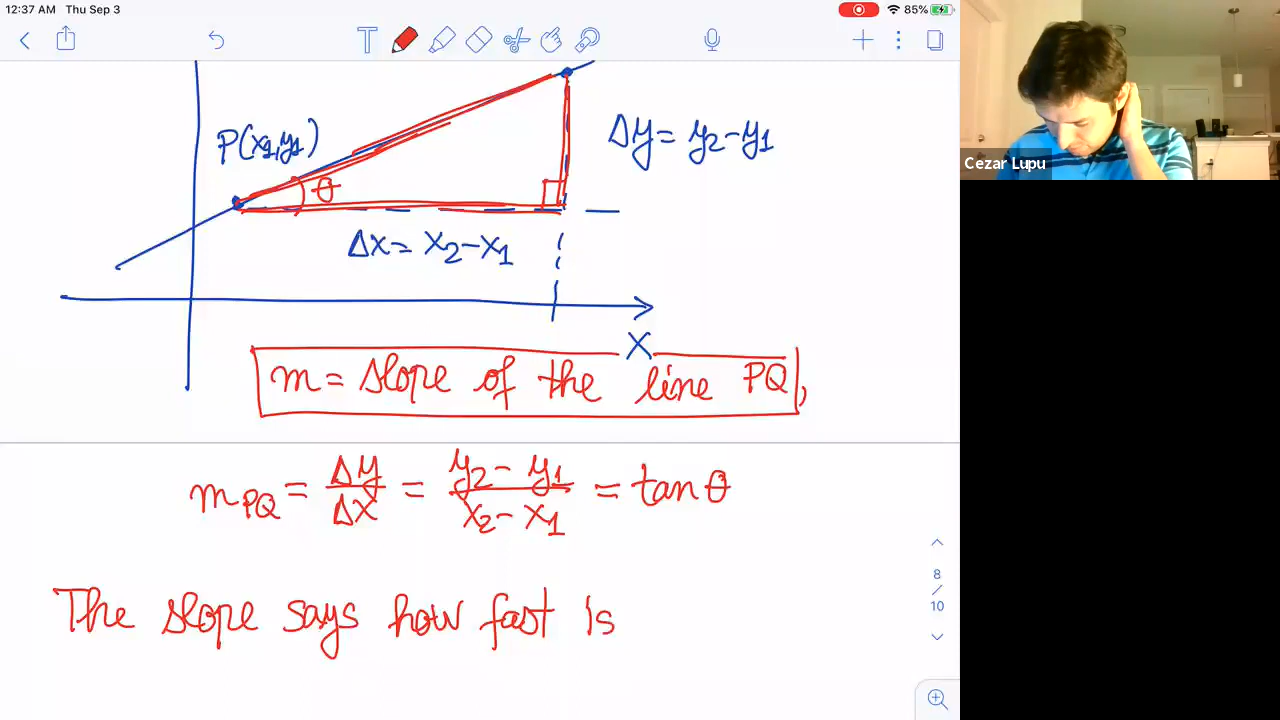 12:37 AM Thu Sep 3
85%
T
P(x1,y1)
θ
Δy = y2-y1
Δx = x2-x1
X
m = slope of the line PQ,
mPQ = Δy/Δx = y2-y1/x2-x1 = tan θ
The slope says how fast is
8
/
10
Cezar Lupu